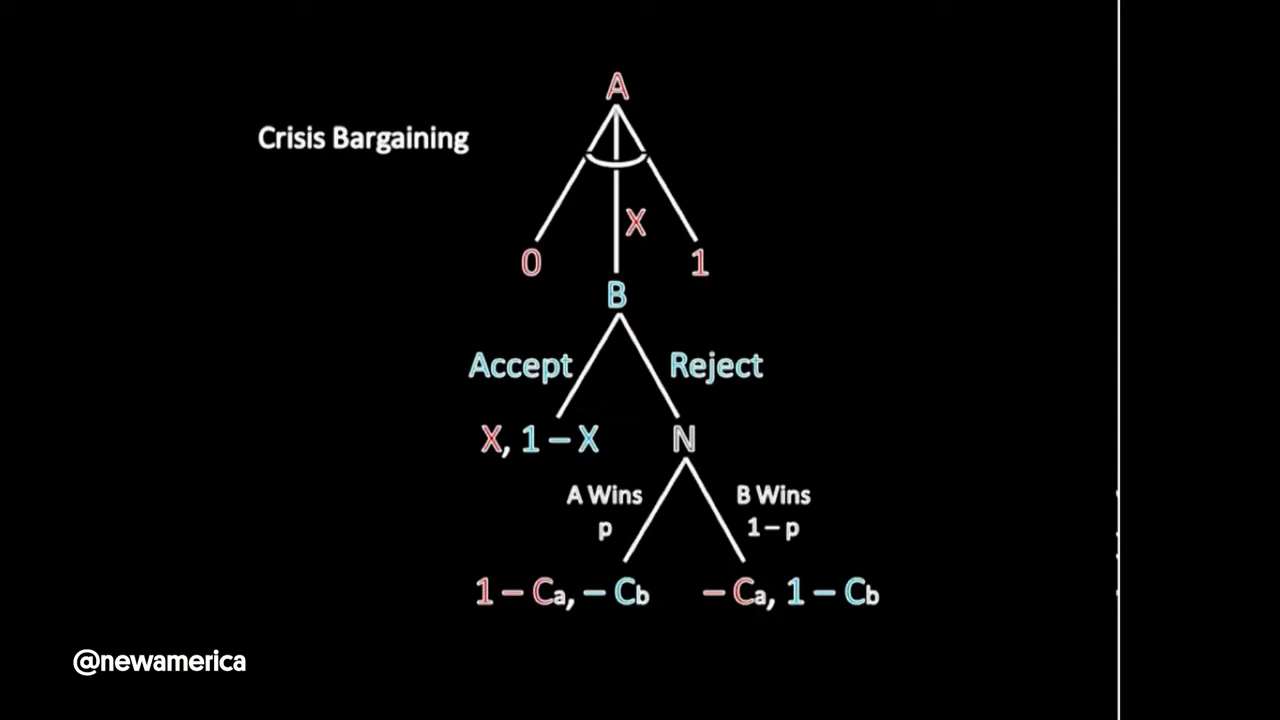 A
Crisis Bargaining
X
0
1
B
Accept
Reject
X, 1 – X
N
A Wins
p
B Wins
1 – p
1 – Ca, – Cb
– Ca, 1 – Cb
@newamerica